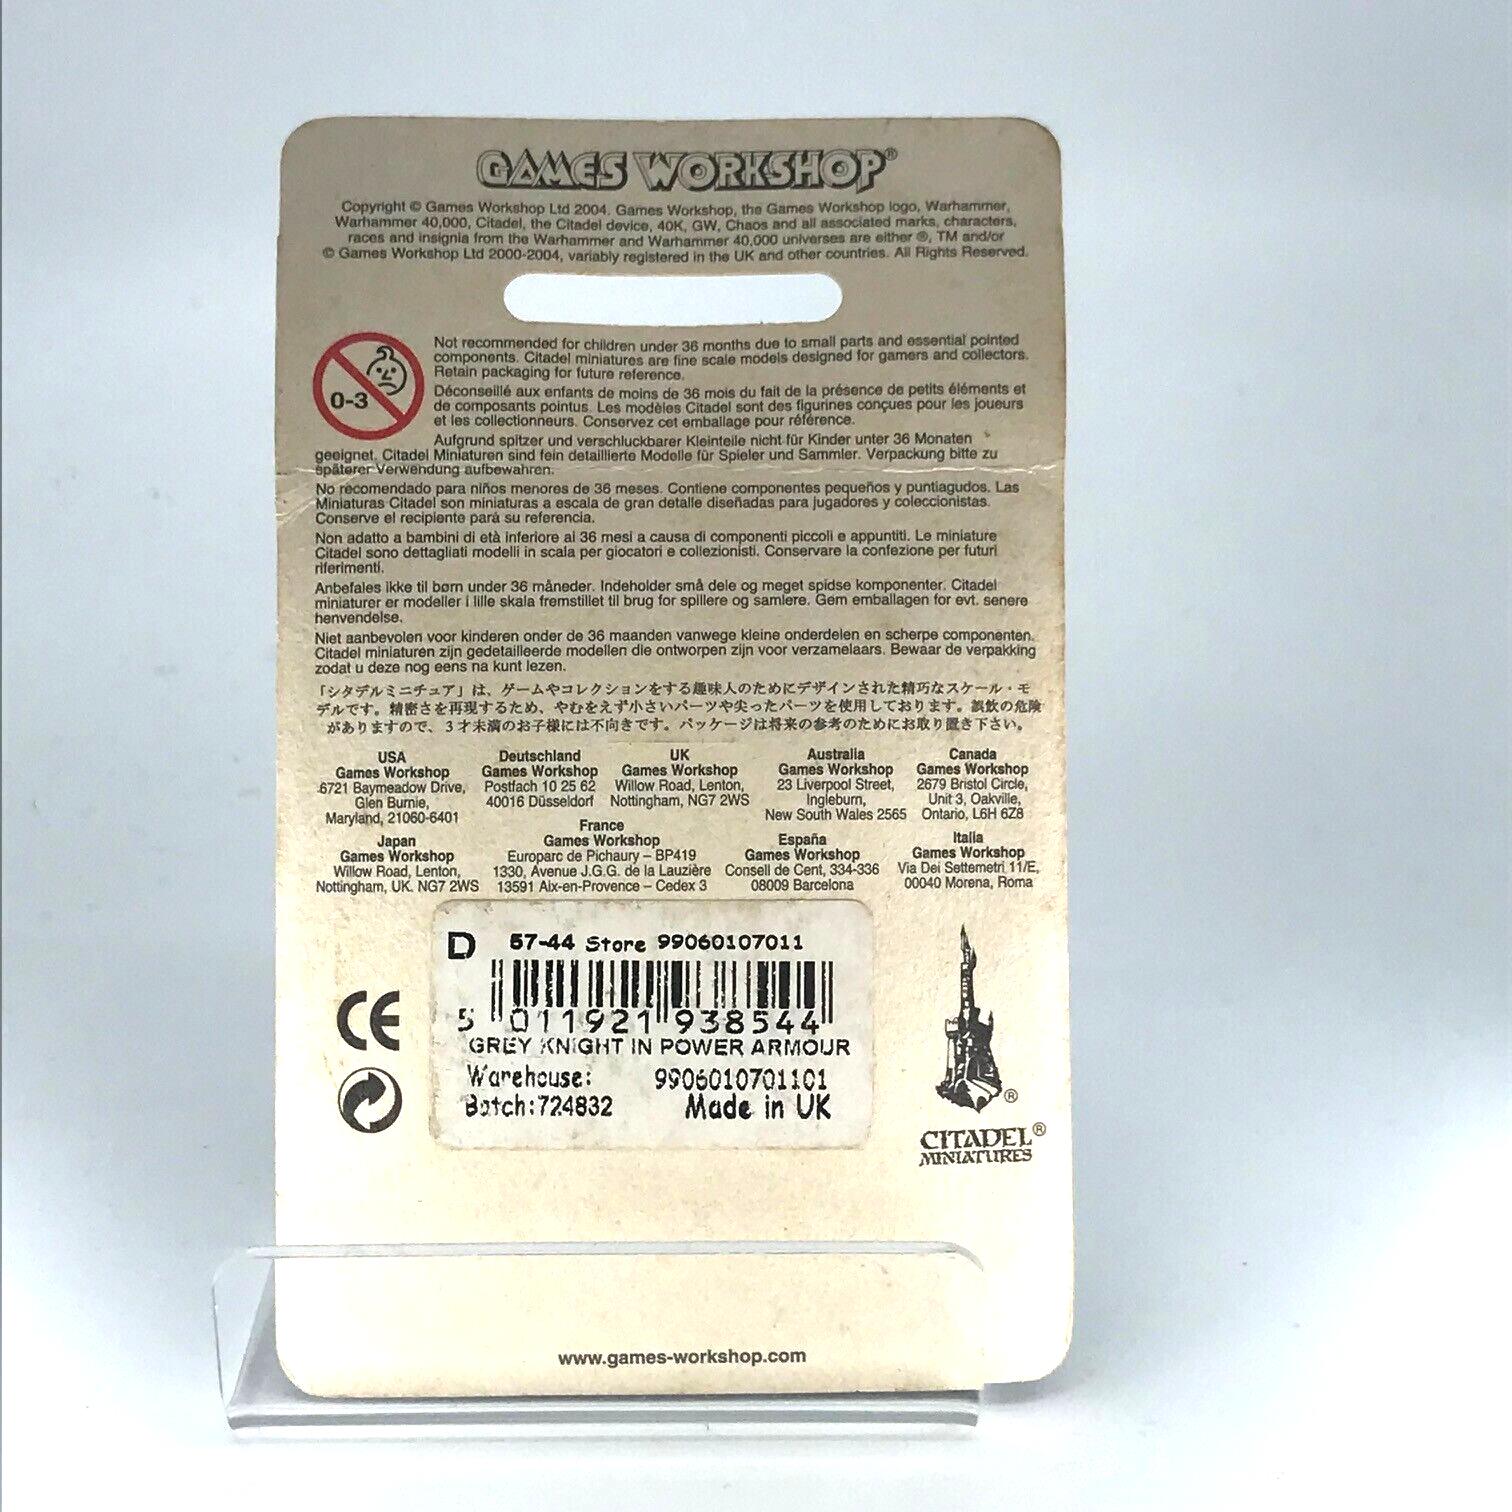 GAMES WORKSHOP®
Copyright © Games Workshop Ltd 2004. Games Workshop, the Games Workshop logo, Warhammer,
Warhammer 40,000, Citadel, the Citadel device, 40K, GW, Chaos and all associated marks, characters,
races and insignia from the Warhammer and Warhammer 40,000 universes are either ®, TM and/or
© Games Workshop Ltd 2000-2004, variably registered in the UK and other countries. All Rights Reserved.
0-3
Not recommended for children under 36 months due to small parts and essential pointed
components. Citadel miniatures are fine scale models designed for gamers and collectors.
Retain packaging for future reference.
Déconseillé aux enfants de moins de 36 mois du fait de la présence de petits éléments et
de composants pointus. Les modèles Citadel sont des figurines conçues pour les joueurs
et les collectionneurs. Conservez cet emballage pour référence.
Aufgrund spitzer und verschluckbarer Kleinteile nicht für Kinder unter 36 Monaten
geeignet. Citadel Miniaturen sind fein detaillierte Modelle für Spieler und Sammler. Verpackung bitte zu
späterer Verwendung aufbewahren.
No recomendado para niños menores de 36 meses. Contiene componentes pequeños y puntiagudos. Las
Miniaturas Citadel son miniaturas a escala de gran detalle diseñadas para jugadores y coleccionistas.
Conserve el recipiente pará su referencia.
Non adatto a bambini di età inferiore ai 36 mesi a causa di componenti piccoli e appuntiti. Le miniature
Citadel sono dettagliati modelli in scala per giocatori e collezionisti. Conservare la confezione per futuri
riferimenti.
Anbefales ikke til børn under 36 måneder. Indeholder små dele og meget spidse komponenter. Citadel
miniaturer er modeller i lille skala fremstillet til brug for spillere og samlere. Gem emballagen for evt. senere
henvendelse.
Niet aanbevolen voor kinderen onder de 36 maanden vanwege kleine onderdelen en scherpe componenten.
Citadel miniaturen zijn gedetailleerde modellen die ontworpen zijn voor verzamelaars. Bewaar de verpakking
zodat u deze nog eens na kunt lezen.
「シタデルミニチュア」は、ゲームやコレクションをする趣味人のためにデザインされた精巧なスケール・モ
デルです。精密さを再現するため、やむをえず小さいパーツや尖ったパーツを使用しております。誤飲の危険
がありますので、3才未満のお子様には不向きです。パッケージは将来の参考のためにお取り置き下さい。
USA
Games Workshop
6721 Baymeadow Drive,
Glen Burnie,
Maryland, 21060-6401
Deutschland
Games Workshop
Postfach 10 25 62
40016 Düsseldorf
UK
Games Workshop
Willow Road, Lenton,
Nottingham, NG7 2WS
Australia
Games Workshop
23 Liverpool Street,
Ingleburn,
New South Wales 2565
Canada
Games Workshop
2679 Bristol Circle,
Unit 3, Oakville,
Ontario, L6H 6Z8
Japan
Games Workshop
Willow Road, Lenton,
Nottingham, UK. NG7 2WS
France
Games Workshop
Europarc de Pichaury – BP419
1330, Avenue J.G.G. de la Lauzière
13591 Aix-en-Provence – Cedex 3
España
Games Workshop
Consell de Cent, 334-336
08009 Barcelona
Italia
Games Workshop
Via Dei Settemetri 11/E,
00040 Morena, Roma
D 57-44 Store 99060107011
5 011921 938544
GREY KNIGHT IN POWER ARMOUR
Warehouse: 9906010701101
Batch:724832 Made in UK
CE
®
CITADEL®
MINIATURES
www.games-workshop.com